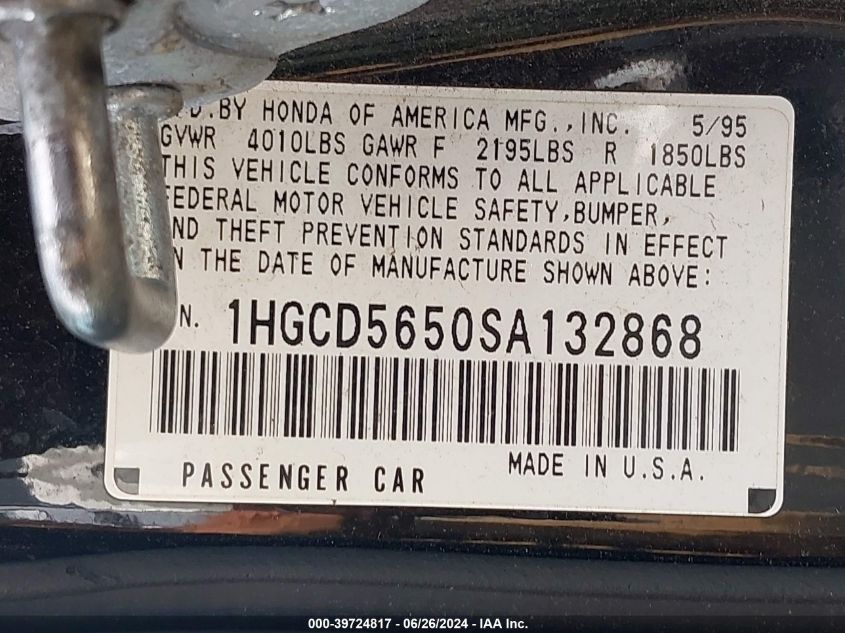 BY HONDA OF AMERICA MFG.,INC. 5/95
GVWR 4010LBS GAWR F 2195LBS R 1850LBS
THIS VEHICLE CONFORMS TO ALL APPLICABLE
FEDERAL MOTOR VEHICLE SAFETY,BUMPER,
AND THEFT PREVENTION STANDARDS IN EFFECT
ON THE DATE OF MANUFACTURE SHOWN ABOVE:
1HGCD5650SA132868
PASSENGER CAR MADE IN U.S.A.
000-39724817 - 06/26/2024 - IAA Inc.